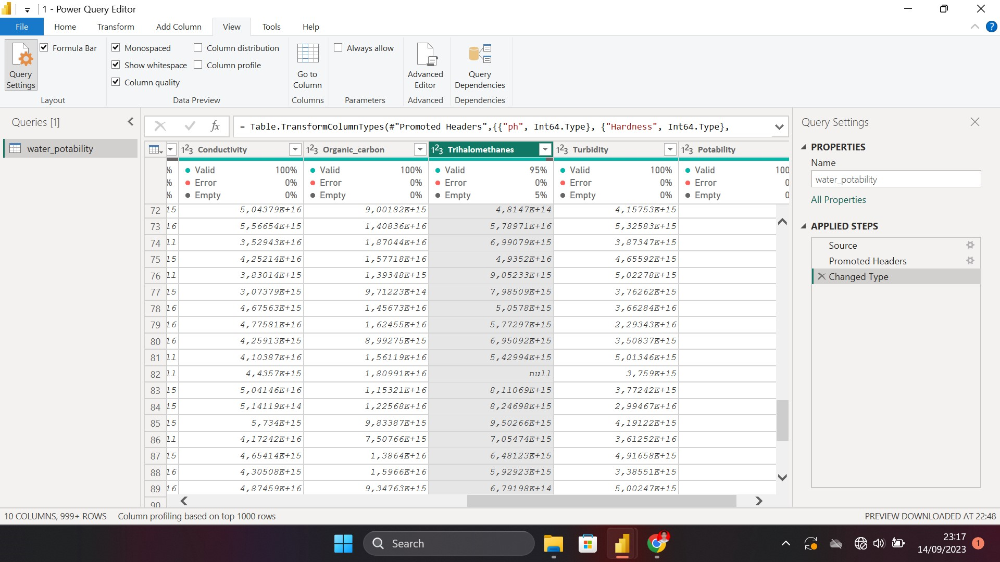 1 - Power Query Editor
File Home Transform Add Column View Tools Help
?
Query Settings
Formula Bar
Layout
Monospaced
Show whitespace
Column quality
Column distribution
Column profile
Data Preview
Go to Column
Columns
Always allow
Parameters
Advanced Editor
Advanced
Query Dependencies
Dependencies
Queries [1]
water_potability
fx
= Table.TransformColumnTypes(#"Promoted Headers",{{"ph", Int64.Type}, {"Hardness", Int64.Type},
123 Conductivity 123 Organic_carbon 123 Trihalomethanes 123 Turbidity 123 Potability
% Valid 100% Valid 100% Valid 95% Valid 100% Valid 100
% Error 0% Error 0% Error 0% Error 0% Error 0
% Empty 0% Empty 0% Empty 5% Empty 0% Empty 0
72 15 5,04379E+16 9,00182E+15 4,8147E+14 4,15753E+15
73 16 5,56654E+15 1,40836E+16 5,78971E+16 5,32583E+15
74 ll 3,52943E+16 1,87044E+16 6,99079E+15 3,87347E+15
75 15 4,25214E+16 1,57718E+16 4,9352E+16 4,65592E+15
76 ll 3,83014E+15 1,39348E+15 9,05233E+15 5,02278E+15
77 15 3,07379E+15 9,71223E+14 7,98509E+15 3,76262E+15
78 16 4,67563E+15 1,45673E+16 5,0578E+15 3,66284E+16
79 16 4,77581E+16 1,62455E+16 5,77297E+15 2,29343E+16
80 16 4,25913E+15 8,99275E+15 6,95092E+15 3,50837E+15
81 ll 4,10387E+16 1,56119E+16 5,42994E+15 5,01346E+15
82 ll 4,4357E+15 1,80991E+16 null 3,759E+15
83 15 5,04146E+16 1,15321E+16 8,11069E+15 3,77242E+15
84 15 5,14119E+14 1,22568E+16 8,24698E+15 2,99467E+16
85 15 5,734E+15 9,83387E+15 9,50266E+15 4,19122E+15
86 ll 4,17242E+16 7,50765E+15 7,05474E+15 3,61252E+16
87 15 4,65414E+15 1,3864E+16 6,48123E+15 4,91658E+15
88 16 4,30508E+15 1,5966E+16 5,92923E+15 3,38551E+15
89 16 4,87459E+16 9,34763E+15 6,79198E+14 5,00247E+15
90
Query Settings
PROPERTIES
Name
water_potability
All Properties
APPLIED STEPS
Source
Promoted Headers
Changed Type
10 COLUMNS, 999+ ROWS Column profiling based on top 1000 rows PREVIEW DOWNLOADED AT 22:48
Search
23:17
14/09/2023
1